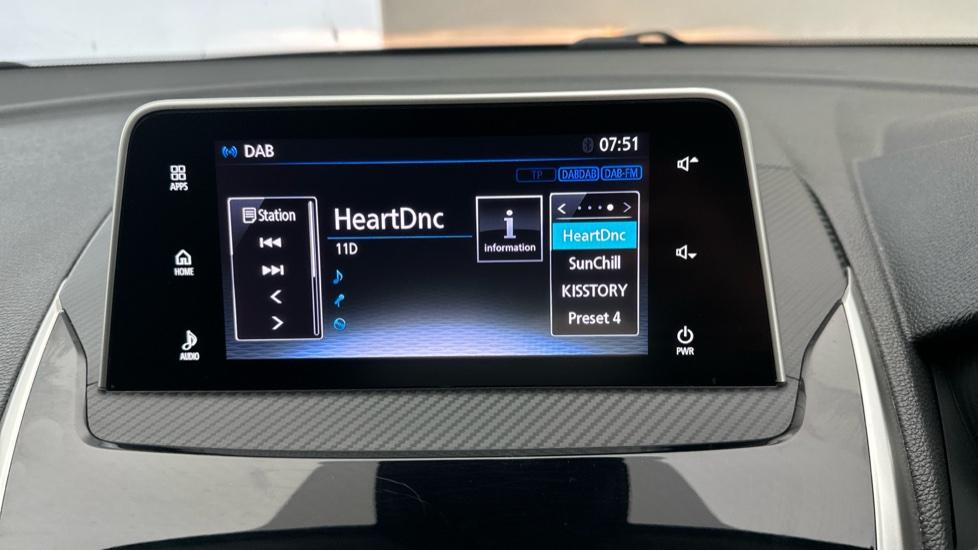 DAB
07:51
TP DABDAB DAB-FM
APPS
Station
HeartDnc
11D
i
information
HeartDnc
SunChill
KISSTORY
Preset 4
HOME
AUDIO
PWR